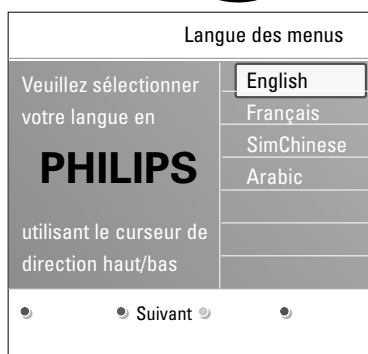 Langue des menus
Veuillez sélectionner
votre langue en
PHILIPS
utilisant le curseur de
direction haut/bas
English
Français
SimChinese
Arabic
Suivant